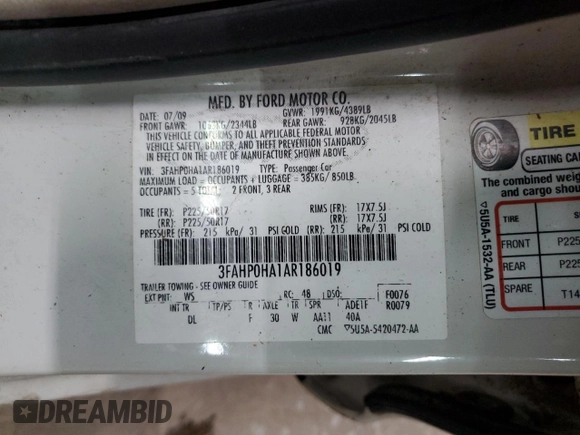 MFD. BY FORD MOTOR CO.
DATE: 07/09 GVWR: 1991KG/4389LB
FRONT GAWR: LB REAR GAWR: 928KG/2045LB
THIS VEHICLE CONFORMS TO ALL APPLICABLE FEDERAL MOTOR
VEHICLE SAFETY, BUMPER, AND THEFT PREVENTION STANDARDS
IN EFFECT ON THE DATE OF MANUFACTURE SHOWN ABOVE.
VIN: 3FAHP0HA1AR186019 TYPE: Passenger Car
MAXIMUM LOAD = OCCUPANTS + LUGGAGE = 385KG/850LB
OCCUPANTS = 5 TOTAL 2 FRONT, 3 REAR
TIRE (FR): P225/50R17 RIMS (FR): 17X7.5J
(RR): P225/50R17 (RR): 17X7.5J
PRESSURE (FR): 215 kPa/ 31 PSI COLD (RR): 215 kPa/ 31 PSI COLD
3FAHP0HA1AR186019
TRAILER TOWING - SEE OWNER GUIDE
EXT PNT: WS RC: 48 DSO: F0076
INT TR TP/PS R AXLE TR SPR R0079
DL F 30 W AA11 40A
CMC ▽5U5A-5420472-AA
TIRE
SEATING CA
The combined weig
and cargo shoul
TIRE S
FRONT P225
REAR P225
SPARE T14
▽5U5A-1532-AA (TLU)
DREAMBID